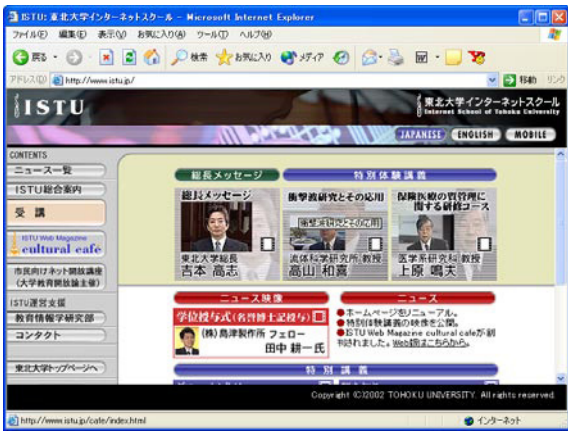 ISTU: 東北大学インターネットスクール - Microsoft Internet Explorer
ファイル(F) 編集(E) 表示(V) お気に入り(A) ツール(T) ヘルプ(H)
戻る 検索 お気に入り メディア
アドレス(D) http://www.istu.jp/ 移動 リンク
ISTU
東北大学インターネットスクール
Internet School of Tohoku University
JAPANESE ENGLISH MOBILE
CONTENTS
ニュース一覧
ISTU総合案内
受講
ISTU Web Magazine
cultural cafe
市民向けネット開放講座
(大学教育開放論主催)
ISTU運営支援
教育情報学研究部
コンタクト
東北大学トップページへ
総長メッセージ
総長メッセージ
東北大学総長
吉本 高志
特別体験講義
衝撃波研究とその応用
衝撃波研究とその応用
流体科学研究所 教授
高山 和喜
保険医療の質管理に
関する研修コース
医学系研究科 教授
上原 鳴夫
ニュース映像
学位授与式(名誉博士記授与)
(株)島津製作所 フェロー
田中 耕一氏
ニュース
●ホームページをリニューアル。
●特別体験講義の映像を公開。
●ISTU Web Magazine cultural cafeが創
刊されました。Web版はこちらから。
特別講義
Copyright (C)2002 TOHOKU UNIVERSITY. All rights reserved.
http://www.istu.jp/cafe/index.html インターネット